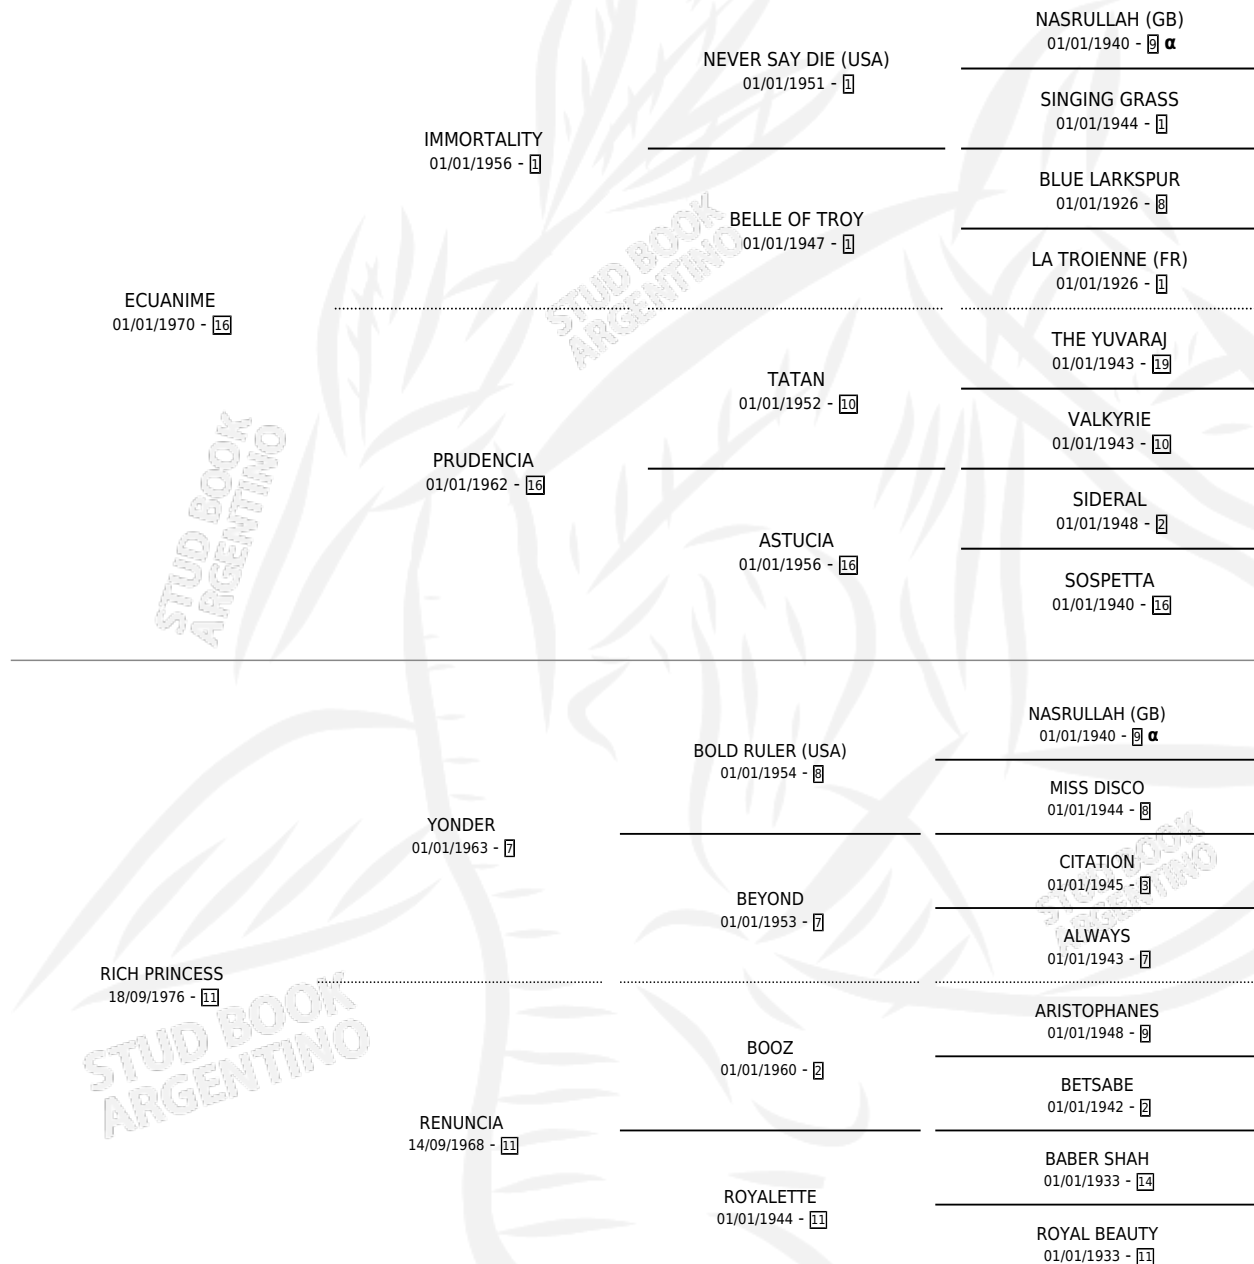 NASRULLAH (GB)
01/01/1940 - 9 α
NEVER SAY DIE (USA)
01/01/1951 - 1
SINGING GRASS
01/01/1944 - 1
IMMORTALITY
01/01/1956 - 1
BLUE LARKSPUR
01/01/1926 - 8
BELLE OF TROY
01/01/1947 - 1
LA TROIENNE (FR)
01/01/1926 - 1
ECUANIME
01/01/1970 - 16
THE YUVARAJ
01/01/1943 - 19
TATAN
01/01/1952 - 10
VALKYRIE
01/01/1943 - 10
PRUDENCIA
01/01/1962 - 16
SIDERAL
01/01/1948 - 2
ASTUCIA
01/01/1956 - 16
SOSPETTA
01/01/1940 - 16
NASRULLAH (GB)
01/01/1940 - 9 α
BOLD RULER (USA)
01/01/1954 - 8
MISS DISCO
01/01/1944 - 8
YONDER
01/01/1963 - 7
CITATION
01/01/1945 - 3
BEYOND
01/01/1953 - 7
ALWAYS
01/01/1943 - 7
RICH PRINCESS
18/09/1976 - 11
ARISTOPHANES
01/01/1948 - 9
BOOZ
01/01/1960 - 2
BETSABE
01/01/1942 - 2
RENUNCIA
14/09/1968 - 11
BABER SHAH
01/01/1933 - 14
ROYALETTE
01/01/1944 - 11
ROYAL BEAUTY
01/01/1933 - 11
STUD BOOK
ARGENTINO
STUD BOOK
ARGENTINO
STUD BOOK
ARGENTINO
STUD BOOK
ARGENTINO